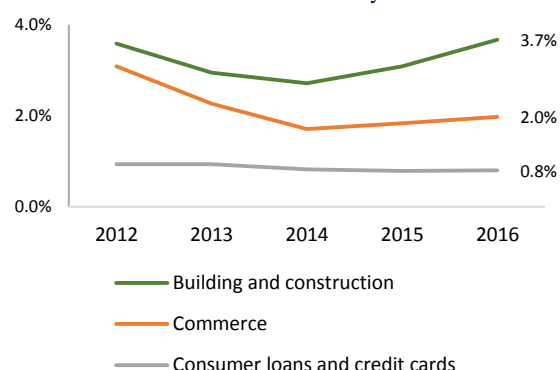 4.0%
3.7%
2.0%
2.0%
0.8%
0.0%
2012 2013 2014 2015 2016
Building and construction
Commerce
Consumer loans and credit cards